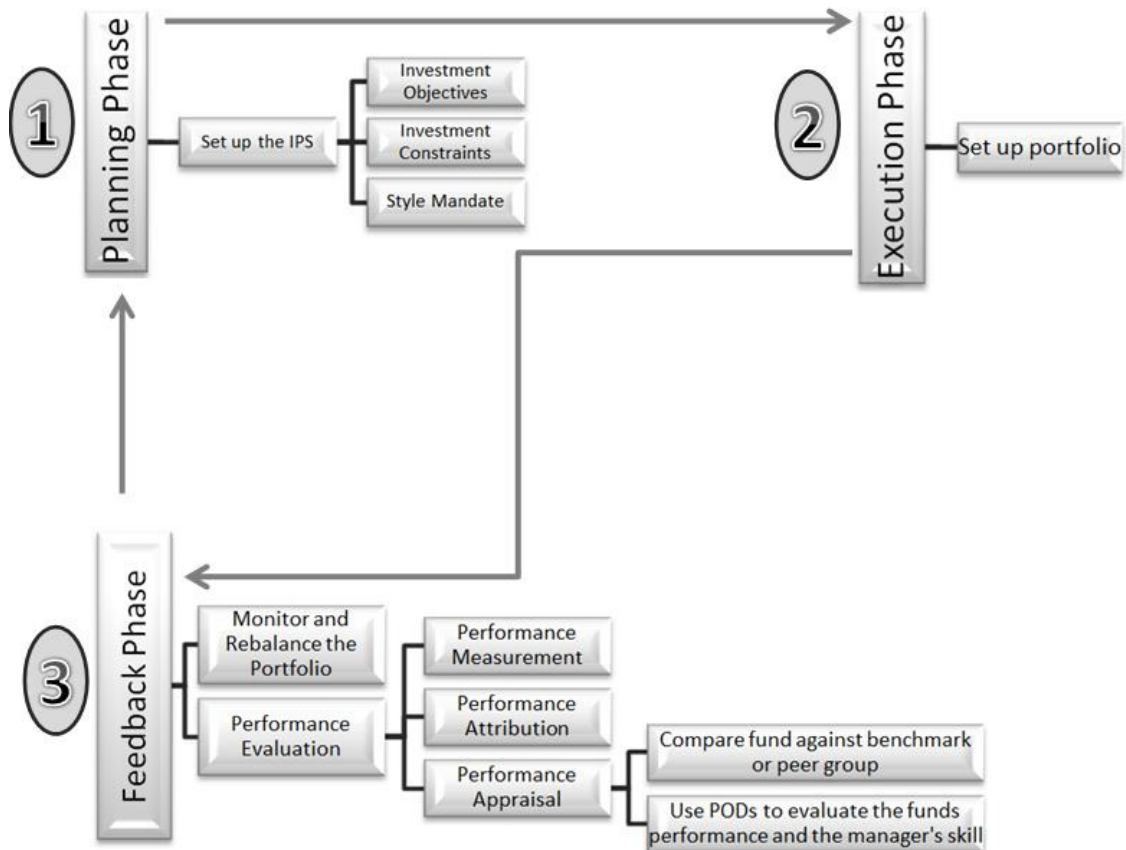 1
Planning Phase
Set up the IPS
Investment
Objectives
Investment
Constraints
Style Mandate
2
Execution Phase
Set up portfolio
3
Feedback Phase
Monitor and
Rebalance the
Portfolio
Performance
Evaluation
Performance
Measurement
Performance
Attribution
Performance
Appraisal
Compare fund against benchmark
or peer group
Use PODs to evaluate the funds
performance and the manager's skill